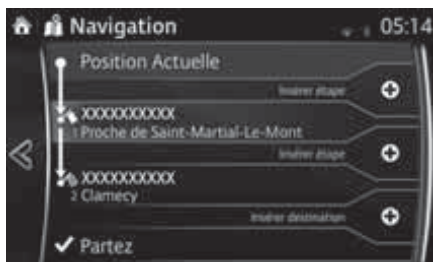 Navigation 05:14
Position Actuelle
Insérer étape
XXXXXXXXXX
1 Proche de Saint-Martial-Le-Mont
Insérer étape
XXXXXXXXXX
2 Clamecy
Insérer destination
Partez